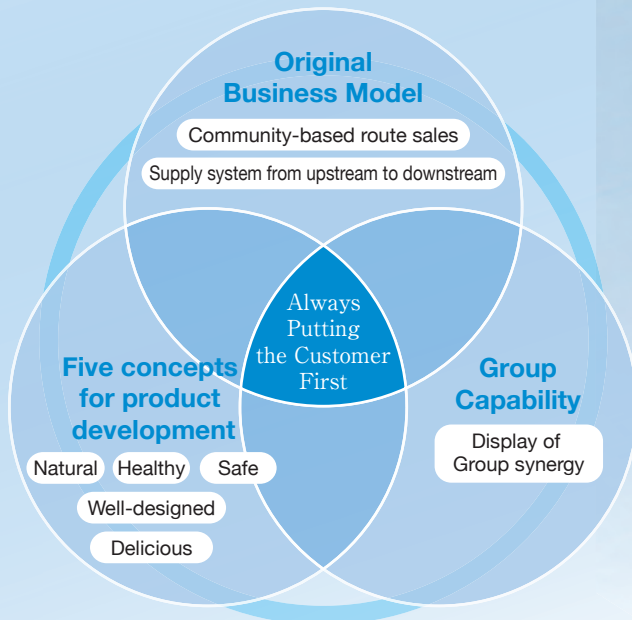 Original
Business Model
Community-based route sales
Supply system from upstream to downstream
Always
Putting
the Customer
First
Five concepts
for product
development
Natural Healthy Safe
Well-designed
Delicious
Group
Capability
Display of
Group synergy